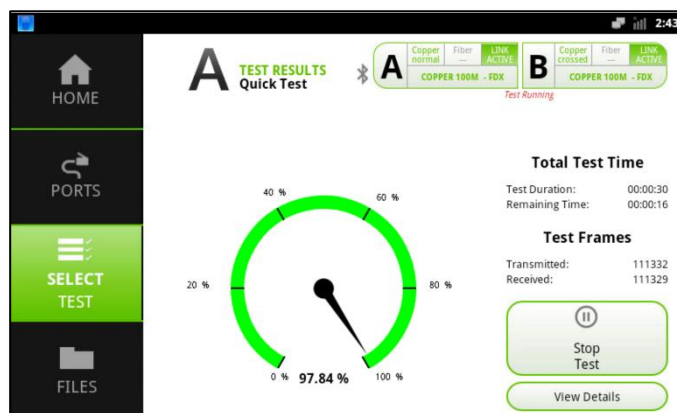 2:43
HOME
PORTS
SELECT
TEST
FILES
A
TEST RESULTS
Quick Test
A
Copper
normal
Fiber
—
LINK
ACTIVE
COPPER 100M - FDX
B
Copper
crossed
Fiber
—
LINK
ACTIVE
COPPER 100M - FDX
Test Running
40 %
60 %
20 %
80 %
0 %
97.84 %
100 %
Total Test Time
Test Duration: 00:00:30
Remaining Time: 00:00:16
Test Frames
Transmitted: 111332
Received: 111329
Stop
Test
View Details